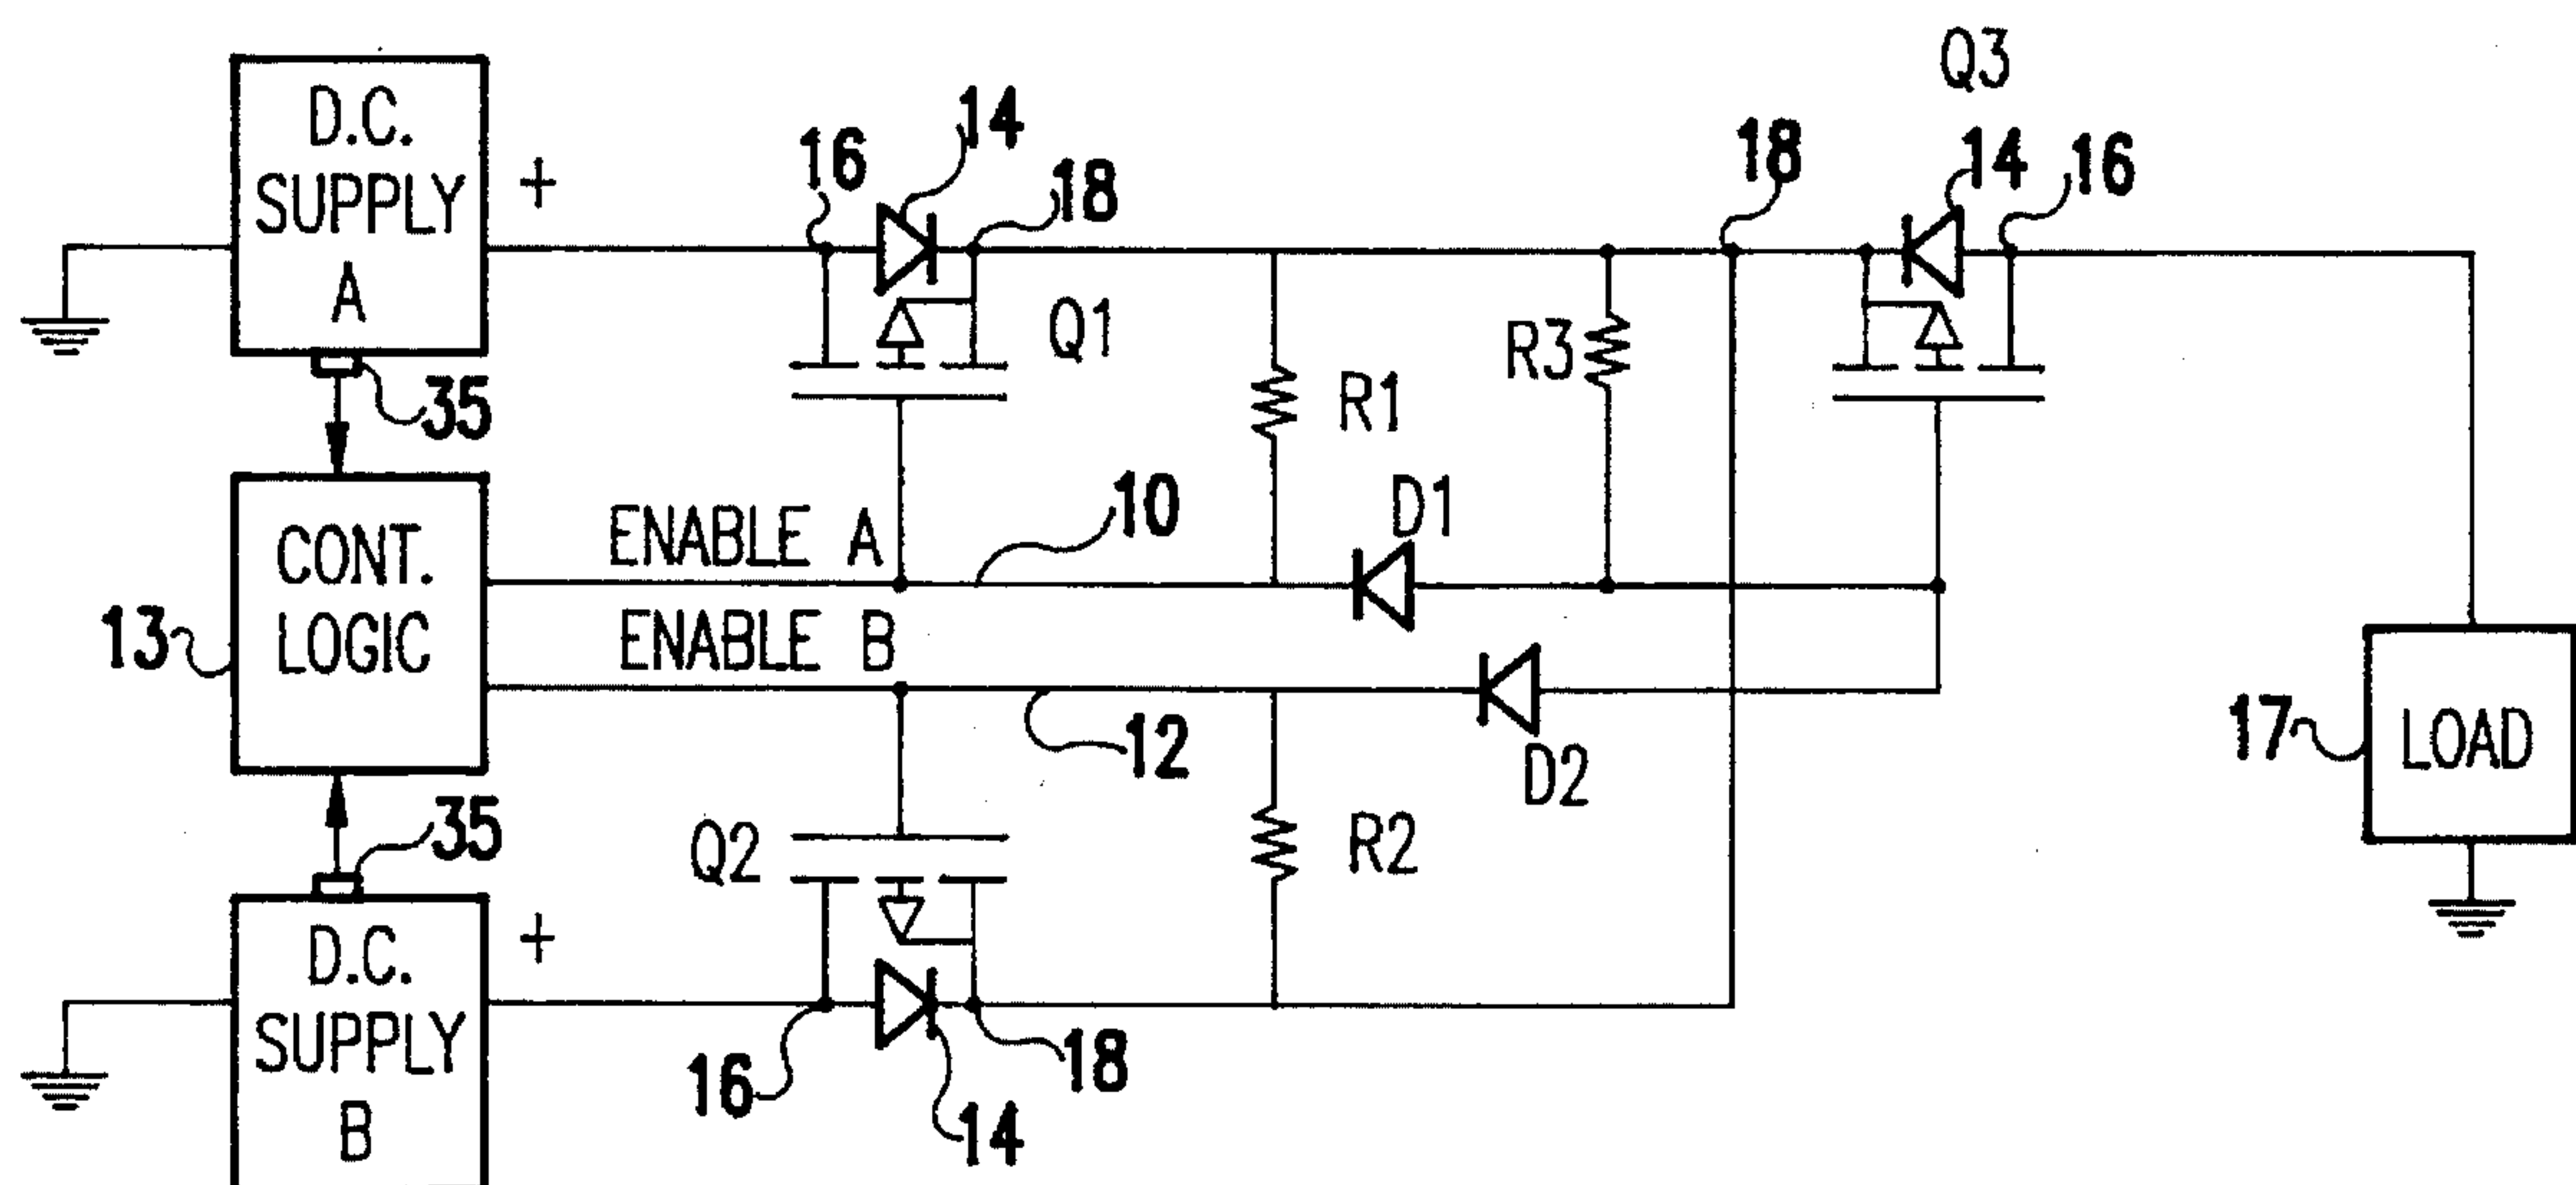 D.C.
SUPPLY
A
+
35
16
14
18
Q1
18
Q3
14
16
R1
R3
D1
CONT.
LOGIC
13
ENABLE A
10
ENABLE B
12
D2
17
LOAD
35
Q2
R2
D.C.
SUPPLY
B
+
16
14
18